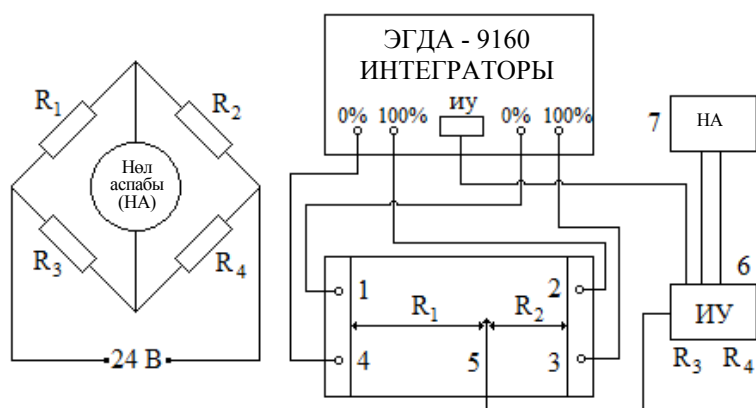 R1
R2
Нөл
аспабы
(НА)
R3
R4
24 В
ЭГДА - 9160
ИНТЕГРАТОРЫ
0% 100% иу 0% 100%
7
НА
1
2
R1
R2
4
5
3
6
ИУ
R3 R4